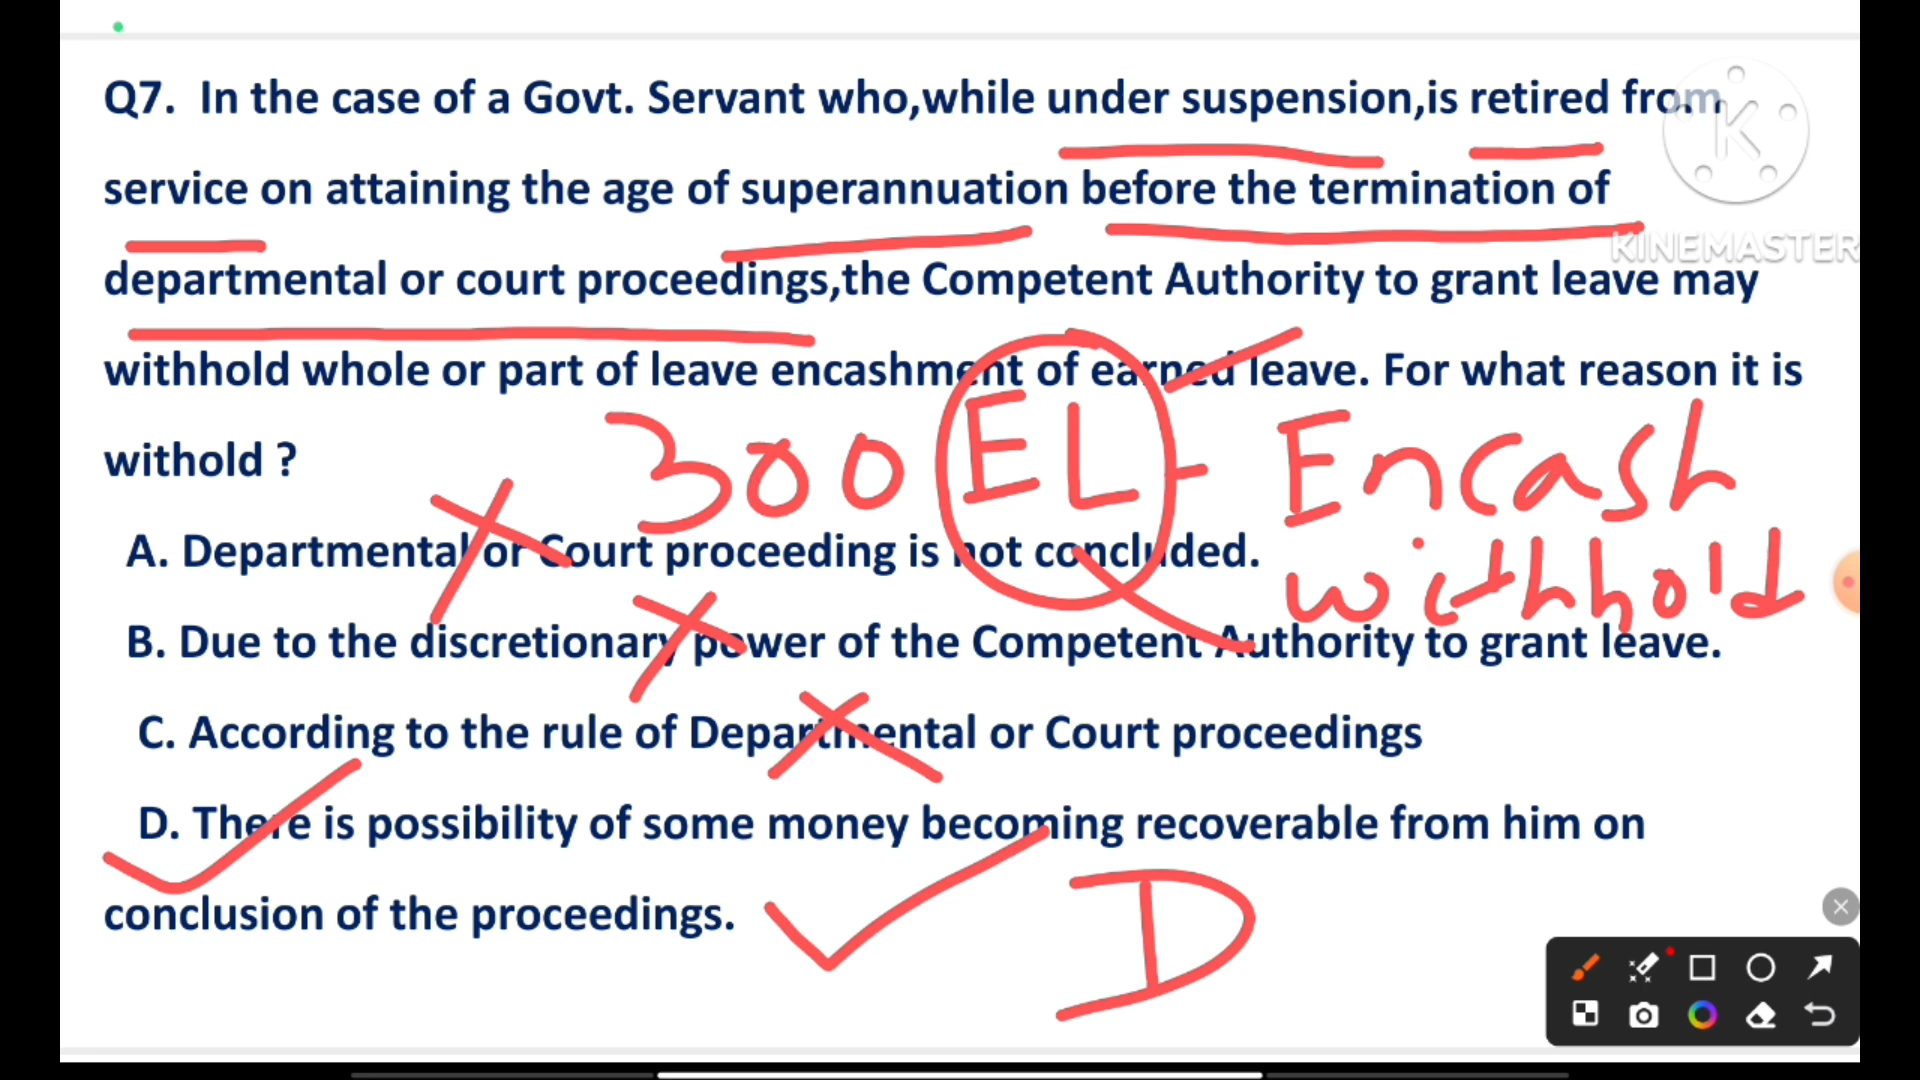 Q7. In the case of a Govt. Servant who,while under suspension,is retired from
service on attaining the age of superannuation before the termination of
KINEMASTER
departmental or court proceedings,the Competent Authority to grant leave may
withhold whole or part of leave encashment of earned leave. For what reason it is
withold ?
300 EL - Encash
withhold
A. Departmental or Court proceeding is not concluded.
B. Due to the discretionary power of the Competent Authority to grant leave.
C. According to the rule of Departmental or Court proceedings
D. There is possibility of some money becoming recoverable from him on
conclusion of the proceedings.
D